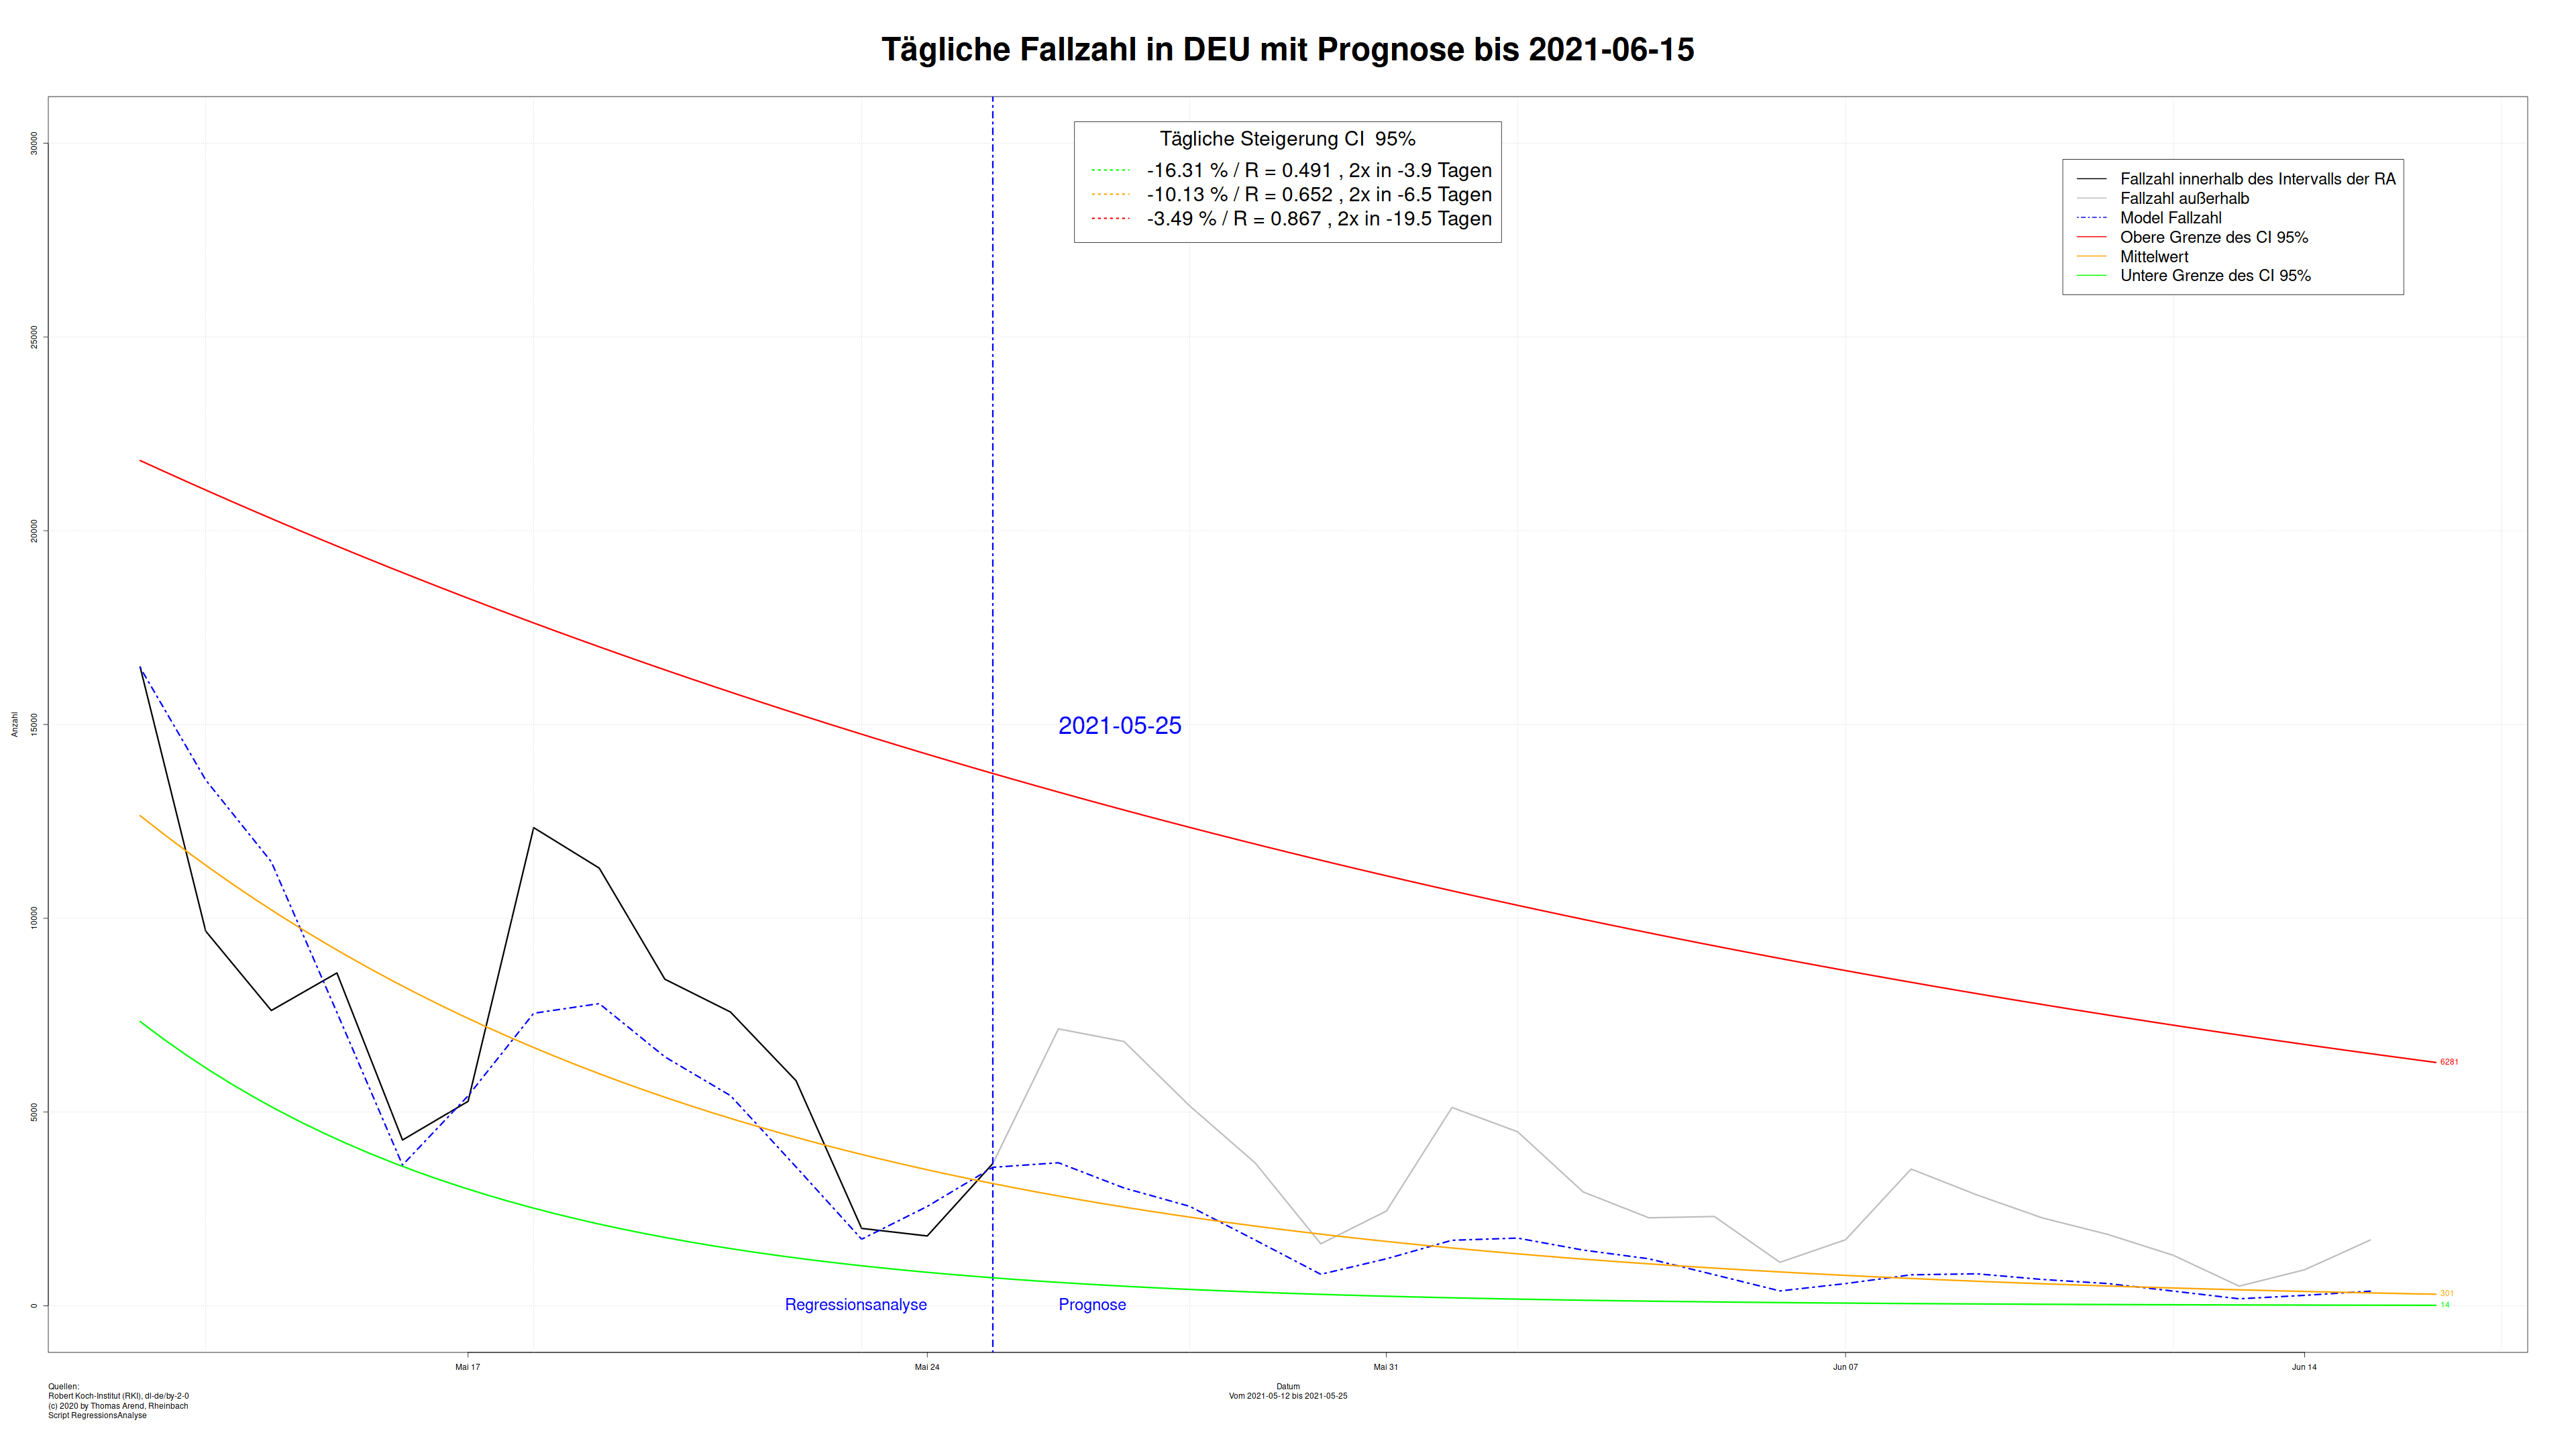 Tägliche Fallzahl in DEU mit Prognose bis 2021-06-15
Tägliche Steigerung CI  95%
-16.31 % / R = 0.491 , 2x in -3.9 Tagen
-10.13 % / R = 0.652 , 2x in -6.5 Tagen
-3.49 % / R = 0.867 , 2x in -19.5 Tagen
Fallzahl innerhalb des Intervalls der RA
Fallzahl außerhalb
Model Fallzahl
Obere Grenze des CI 95%
Mittelwert
Untere Grenze des CI 95%
30000
25000
20000
15000
10000
5000
0
Anzahl
2021-05-25
6281
301
14
Regressionsanalyse
Prognose
Mai 17
Mai 24
Mai 31
Jun 07
Jun 14
Datum
Vom 2021-05-12 bis 2021-05-25
Quellen:
Robert Koch-Institut (RKI), dl-de/by-2-0
(c) 2020 by Thomas Arend, Rheinbach
Script RegressionsAnalyse